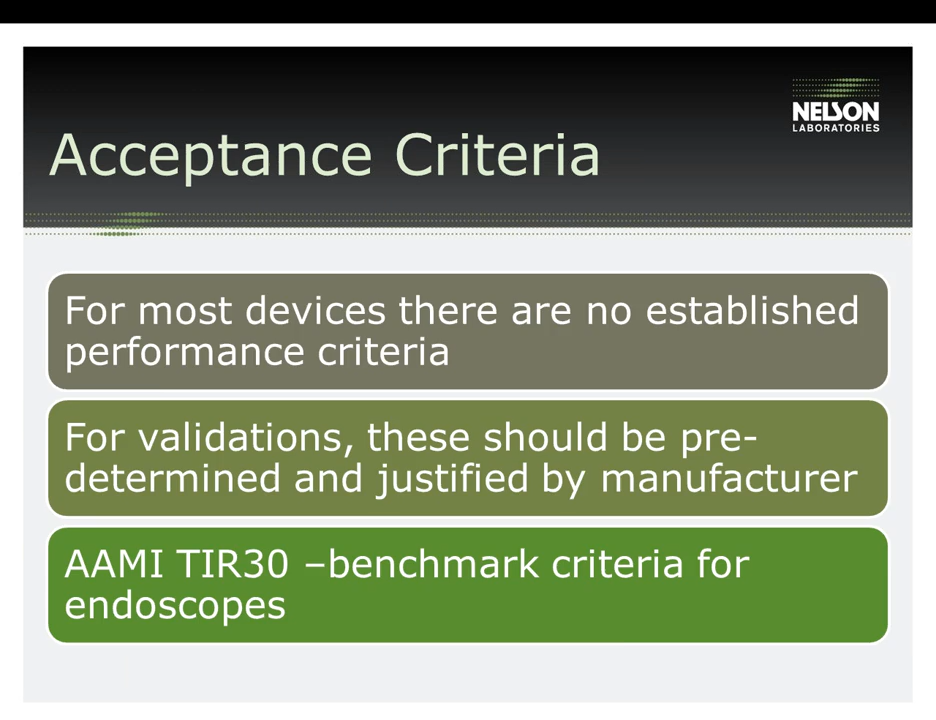 NELSON
LABORATORIES
Acceptance Criteria
For most devices there are no established
performance criteria
For validations, these should be pre-
determined and justified by manufacturer
AAMI TIR30 –benchmark criteria for
endoscopes